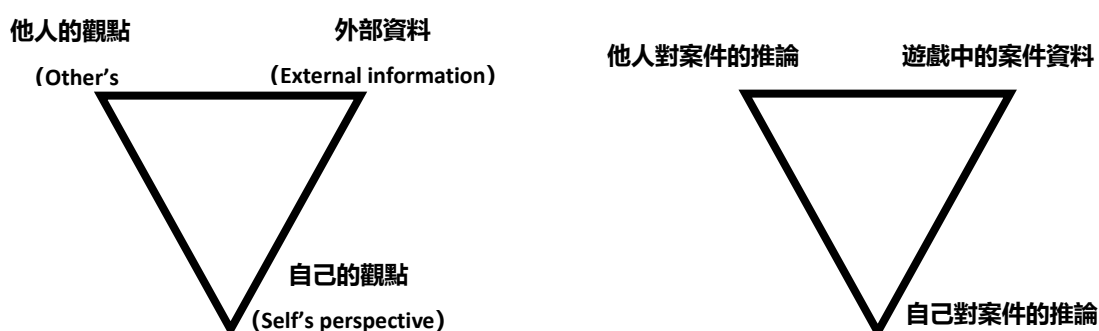 他人的觀點
(Other's
外部資料
(External information)
自己的觀點
(Self's perspective)
他人對案件的推論
遊戲中的案件資料
自己對案件的推論